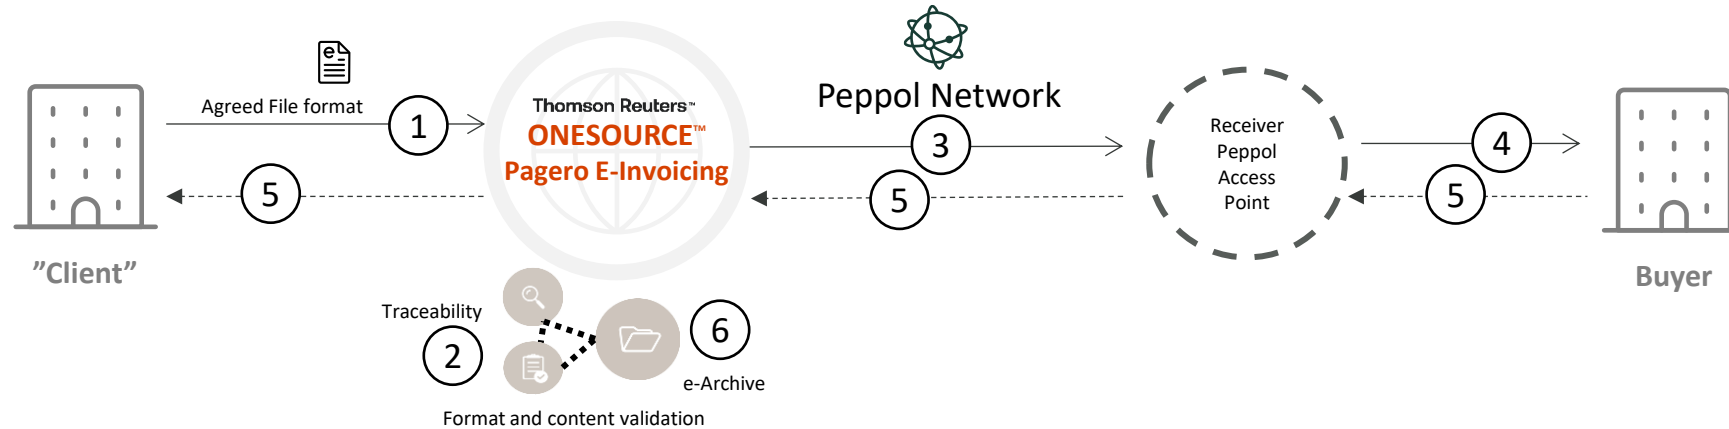 e
Agreed File format
1
5
"Client"
Thomson Reuters™
ONESOURCE™
Pagero E-Invoicing
Traceability
2
6
e-Archive
Format and content validation
Peppol Network
3
5
Receiver
Peppol
Access
Point
4
5
Buyer